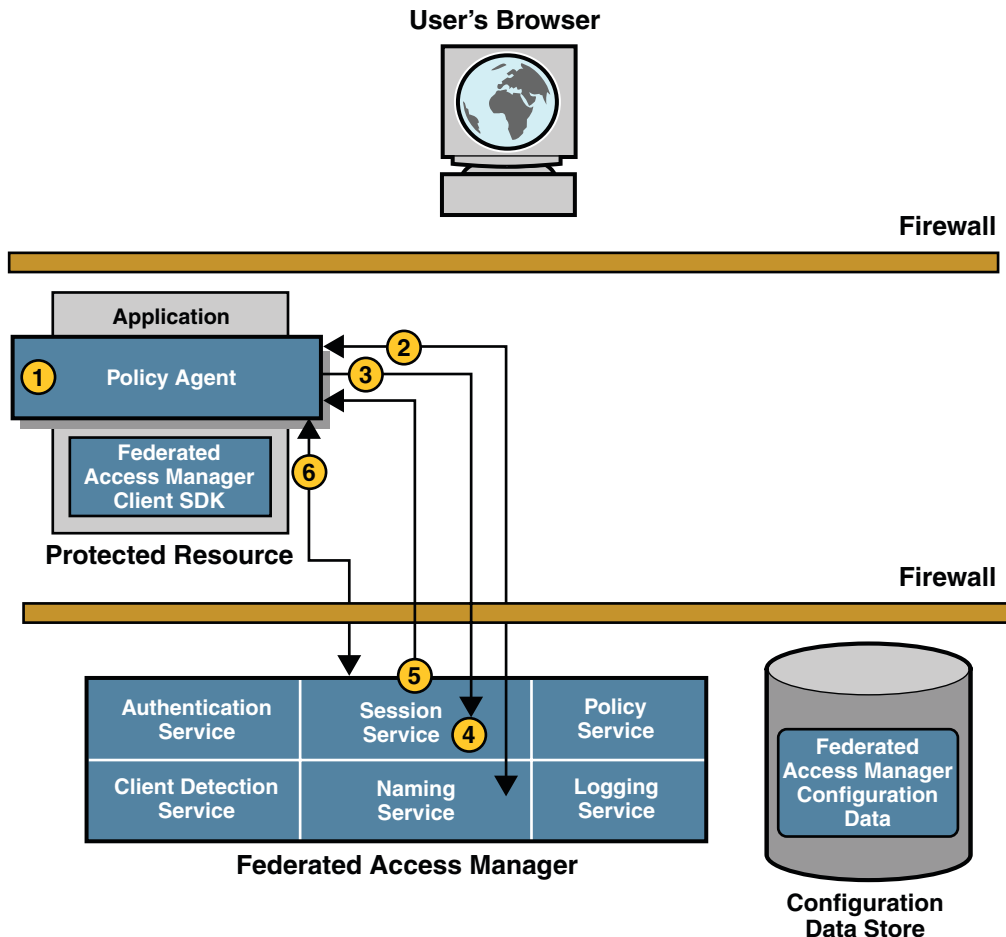 User's Browser
Firewall
Application
1
Policy Agent
2
3
Federated
Access Manager
Client SDK
6
Protected Resource
Firewall
5
Authentication
Service
Session
Service
4
Policy
Service
Client Detection
Service
Naming
Service
Logging
Service
Federated Access Manager
Federated
Access Manager
Configuration
Data
Configuration
Data Store